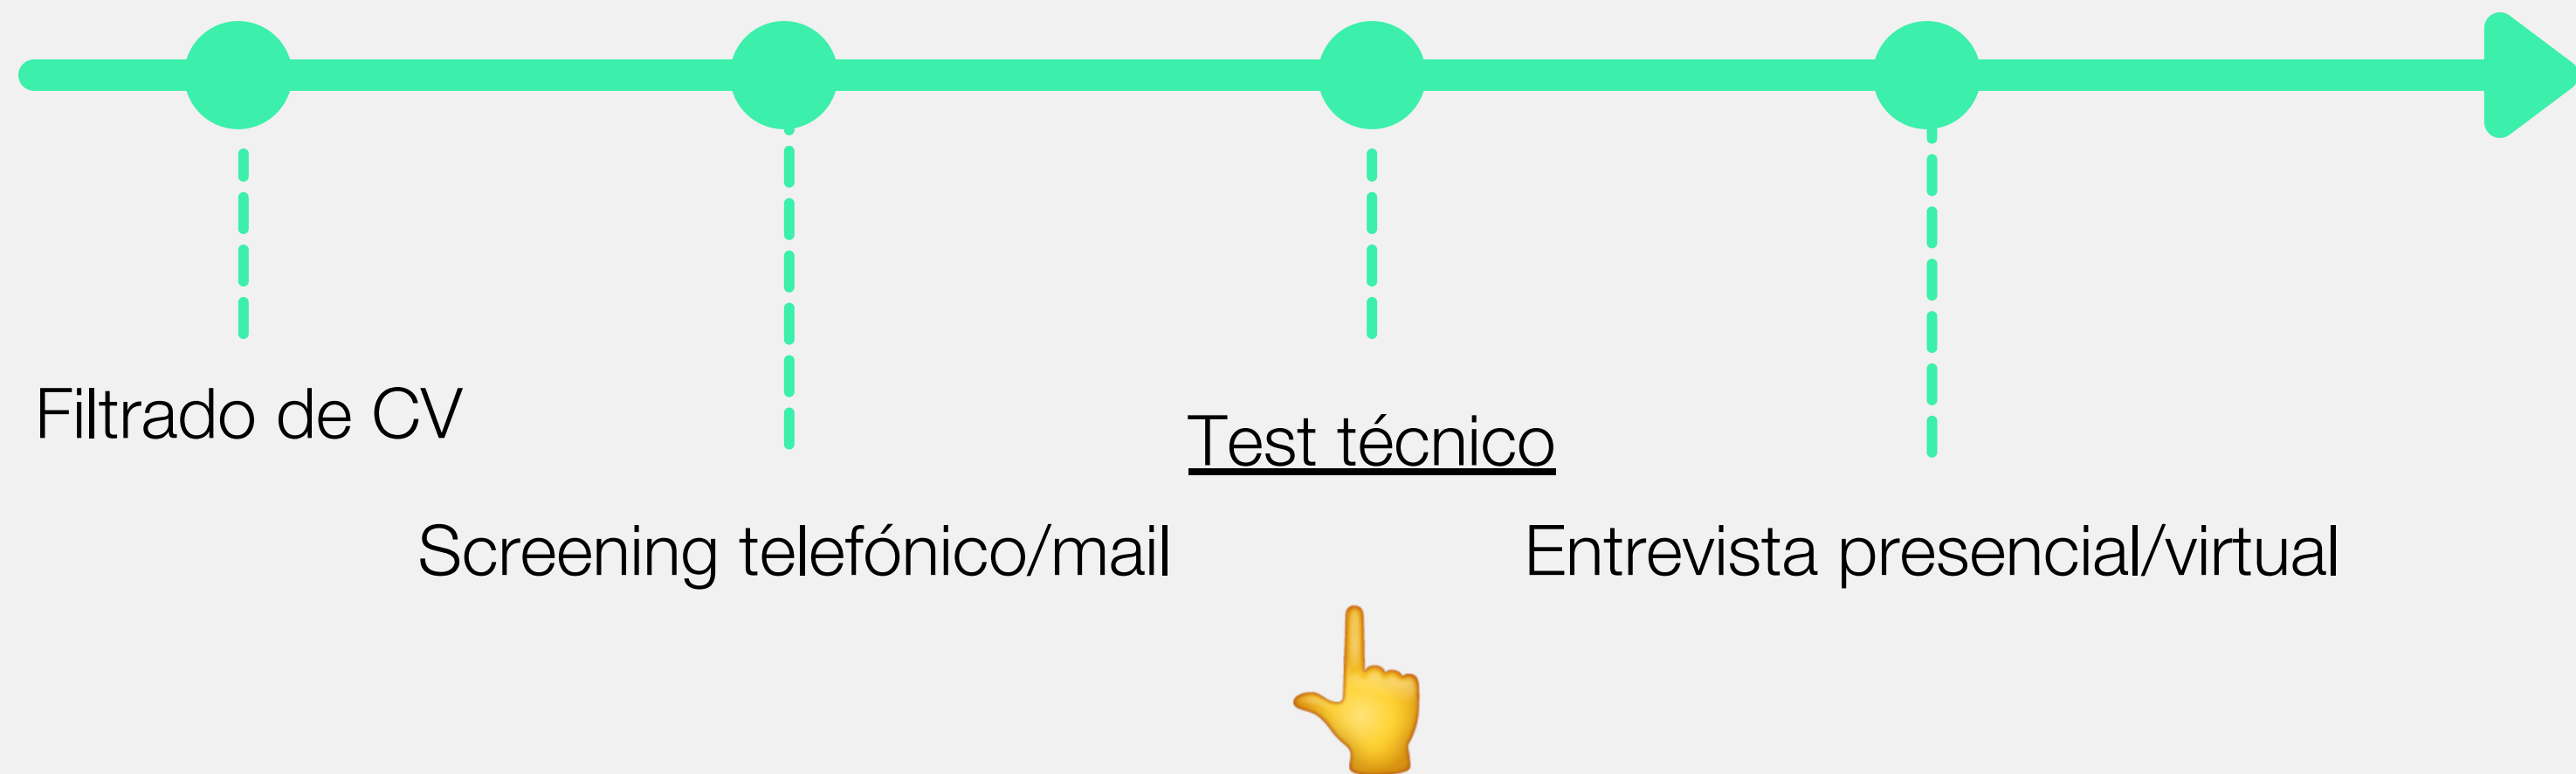 Filtrado de CV
Screening telefónico/mail
Test técnico
Entrevista presencial/virtual